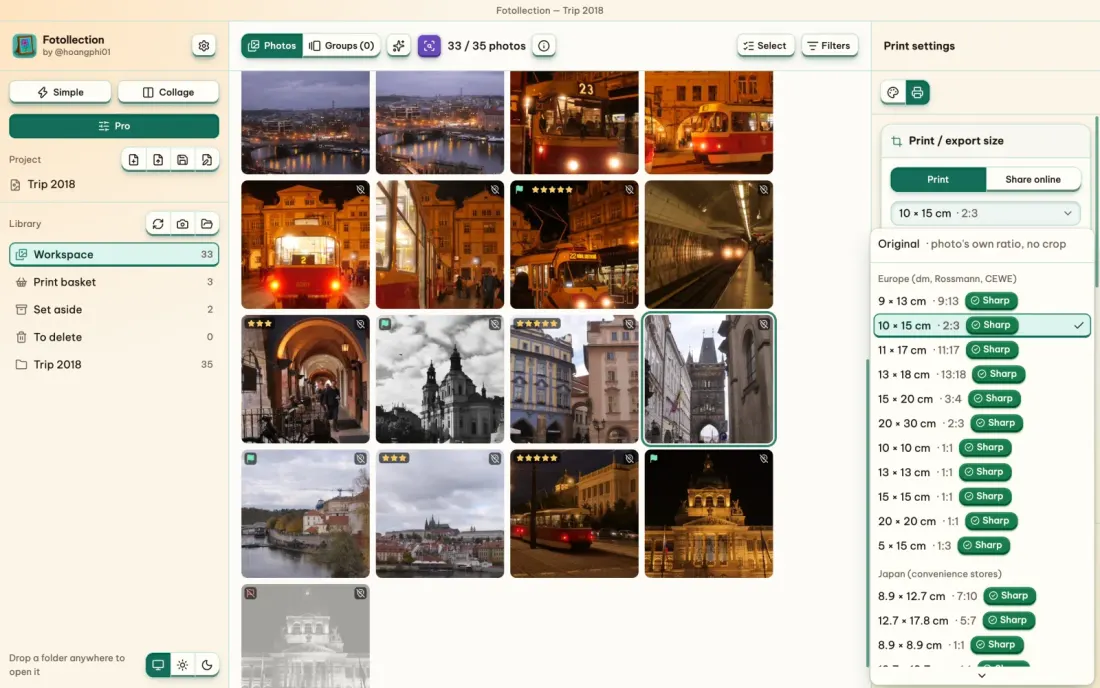 Fotollection — Trip 2018
Fotollection
by @hoangphi01
Simple
Collage
Pro
Project
Trip 2018
Library
Workspace 33
Print basket 3
Set aside 2
To delete 0
Trip 2018 35
Drop a folder anywhere to
open it
Photos
Groups (0)
33 / 35 photos
Select
Filters
23
2
22
Print settings
Print / export size
Print
Share online
10 × 15 cm · 2:3
Original · photo's own ratio, no crop
Europe (dm, Rossmann, CEWE)
9 × 13 cm · 9:13 Sharp
10 × 15 cm · 2:3 Sharp
11 × 17 cm · 11:17 Sharp
13 × 18 cm · 13:18 Sharp
15 × 20 cm · 3:4 Sharp
20 × 30 cm · 2:3 Sharp
10 × 10 cm · 1:1 Sharp
13 × 13 cm · 1:1 Sharp
15 × 15 cm · 1:1 Sharp
20 × 20 cm · 1:1 Sharp
5 × 15 cm · 1:3 Sharp
Japan (convenience stores)
8.9 × 12.7 cm · 7:10 Sharp
12.7 × 17.8 cm · 5:7 Sharp
8.9 × 8.9 cm · 1:1 Sharp